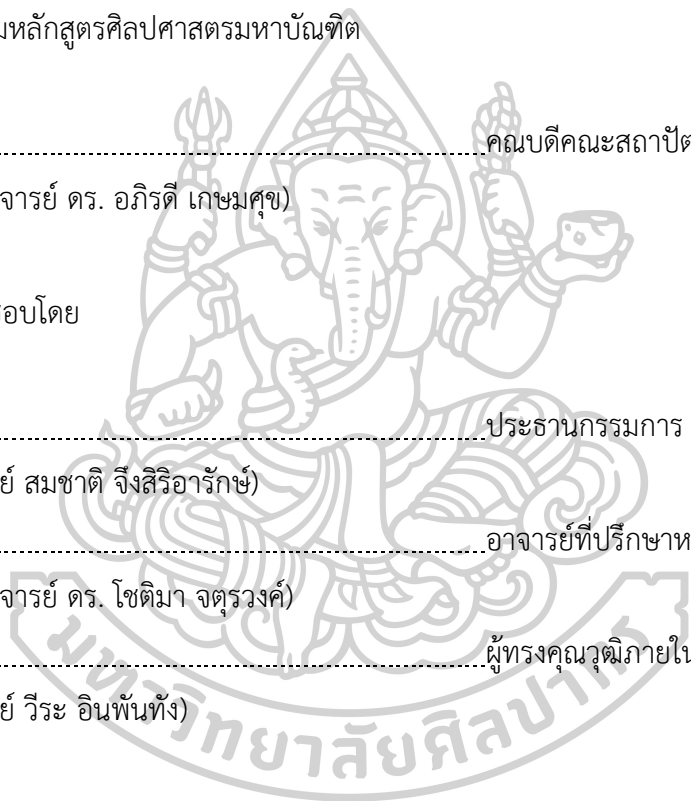 มหลักสูตรศิลปศาสตรมหาบัณฑิต
คณบดีคณะสถาปัต
จารย์ ดร. อภิรดี เกษมศุข)
สอบโดย
ประธานกรรมการ
ย์ สมชาติ จึงสิริอารักษ์)
อาจารย์ที่ปรึกษาห
จารย์ ดร. โชติมา จตุรวงค์)
ผู้ทรงคุณวุฒิภายใน
ย์ วีระ อินพันทัง)
มหาวิทยาลัยศิลปากร